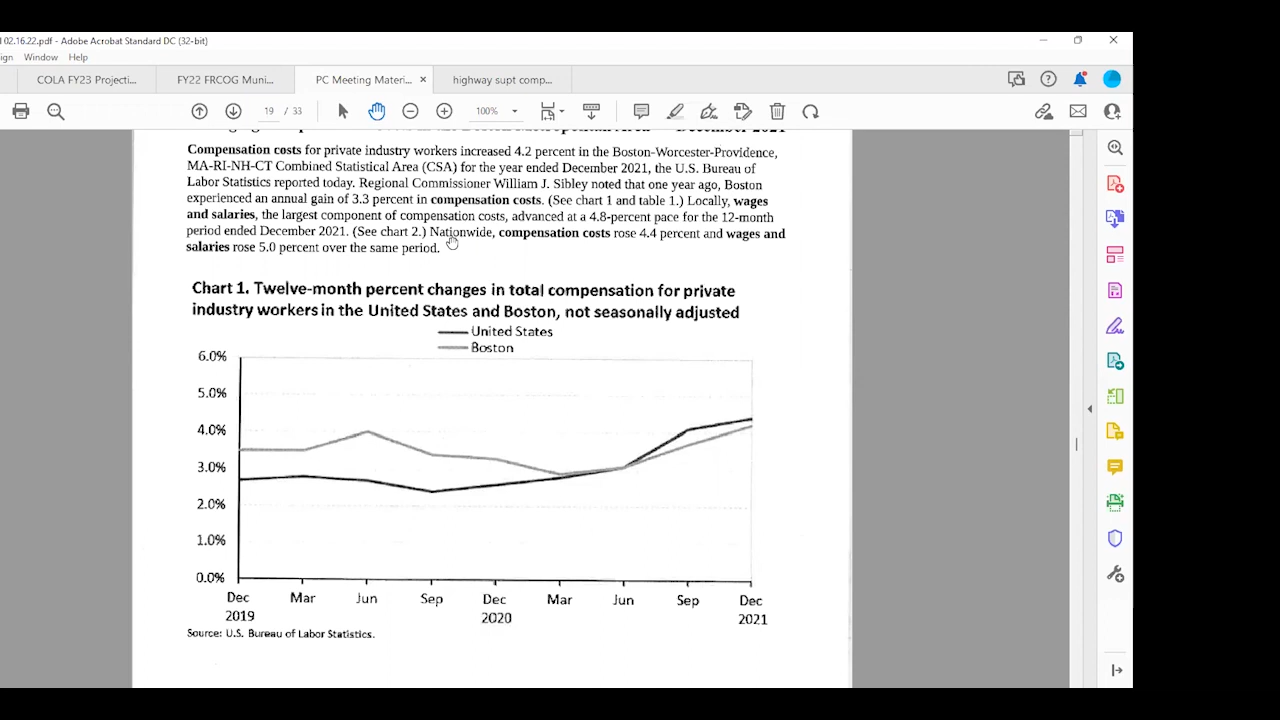 02.16.22.pdf - Adobe Acrobat Standard DC (32-bit)
ign Window Help
COLA FY23 Projecti...
FY22 FRCOG Muni...
PC Meeting Materi... ×
highway supt comp...
19 / 33
100%
December 2021
Compensation costs for private industry workers increased 4.2 percent in the Boston-Worcester-Providence,
MA-RI-NH-CT Combined Statistical Area (CSA) for the year ended December 2021, the U.S. Bureau of
Labor Statistics reported today. Regional Commissioner William J. Sibley noted that one year ago, Boston
experienced an annual gain of 3.3 percent in compensation costs. (See chart 1 and table 1.) Locally, wages
and salaries, the largest component of compensation costs, advanced at a 4.8-percent pace for the 12-month
period ended December 2021. (See chart 2.) Nationwide, compensation costs rose 4.4 percent and wages and
salaries rose 5.0 percent over the same period.
Chart 1. Twelve-month percent changes in total compensation for private
industry workers in the United States and Boston, not seasonally adjusted
United States
Boston
6.0%
5.0%
4.0%
3.0%
2.0%
1.0%
0.0%
Dec Mar Jun Sep Dec Mar Jun Sep Dec
2019 2020 2021
Source: U.S. Bureau of Labor Statistics.